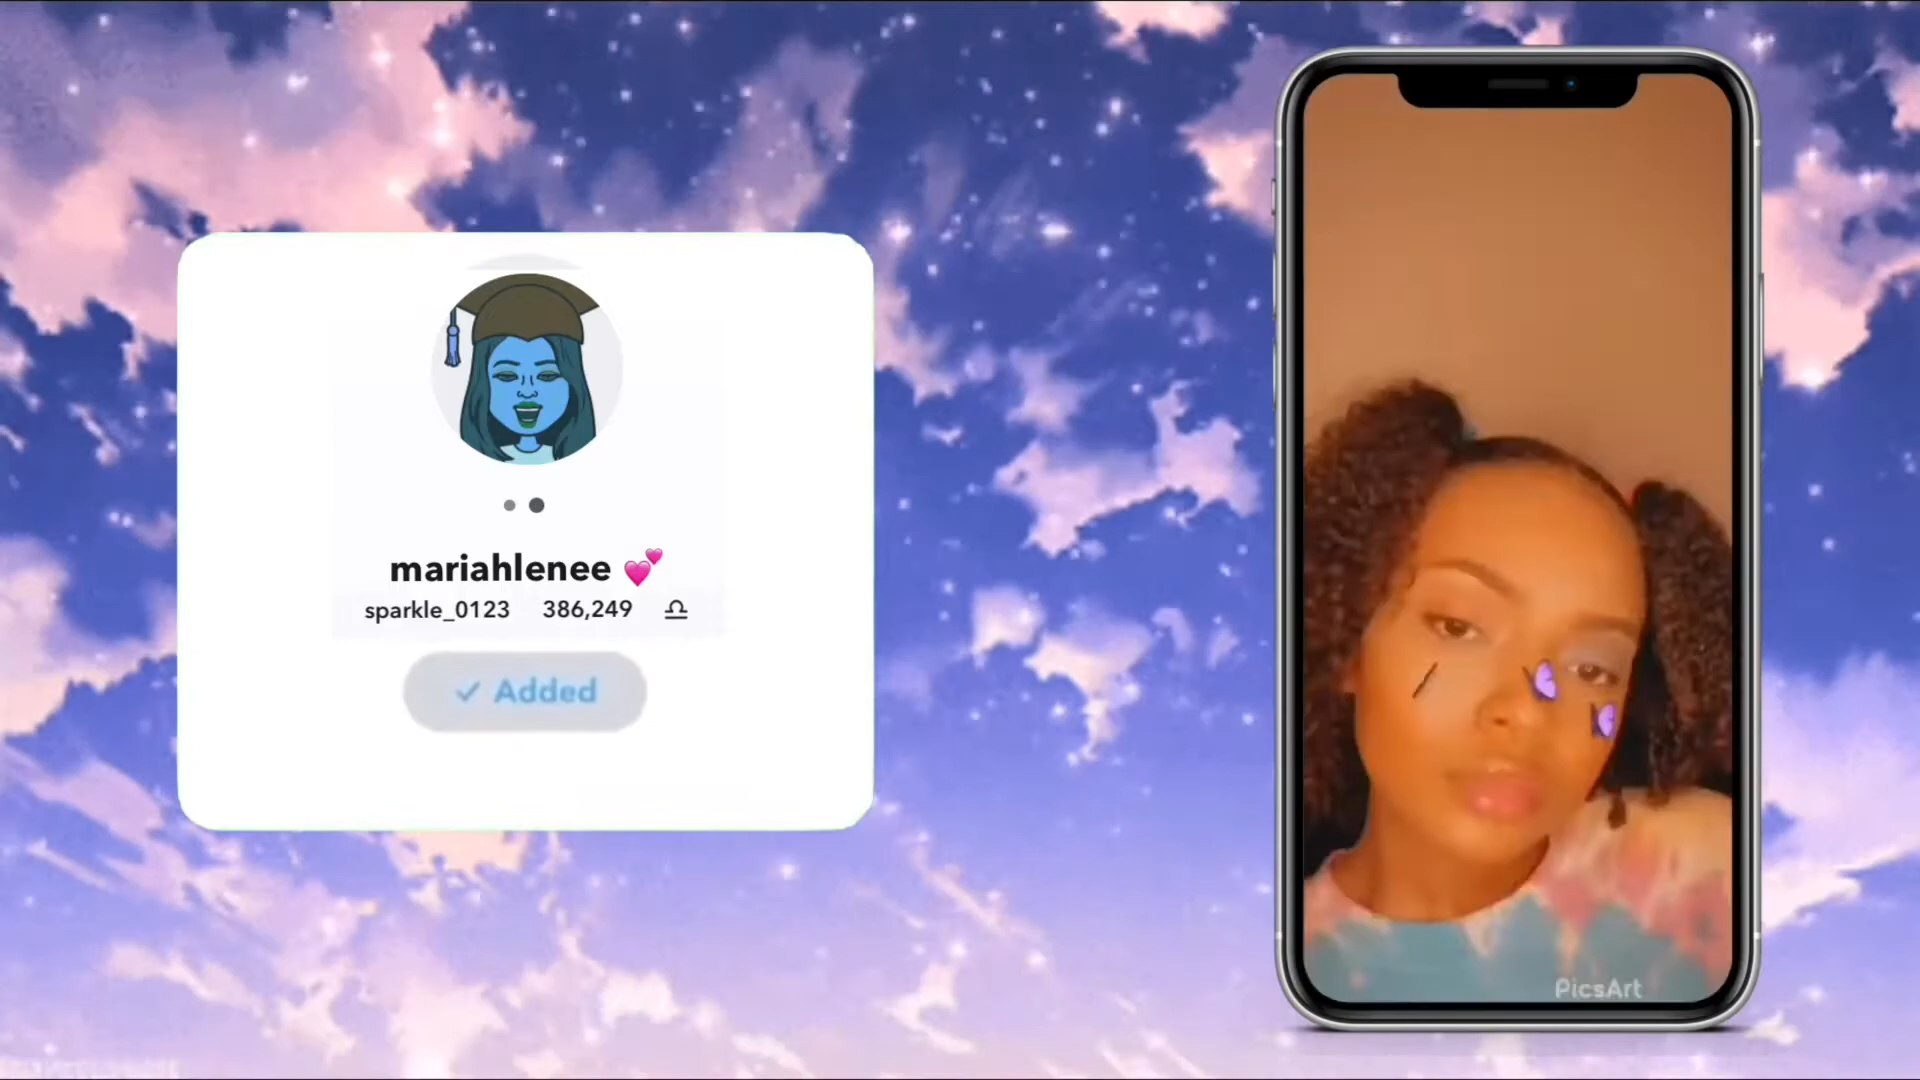 mariahlenee 💕
sparkle_0123 386,249 ♎
✓ Added
PicsArt